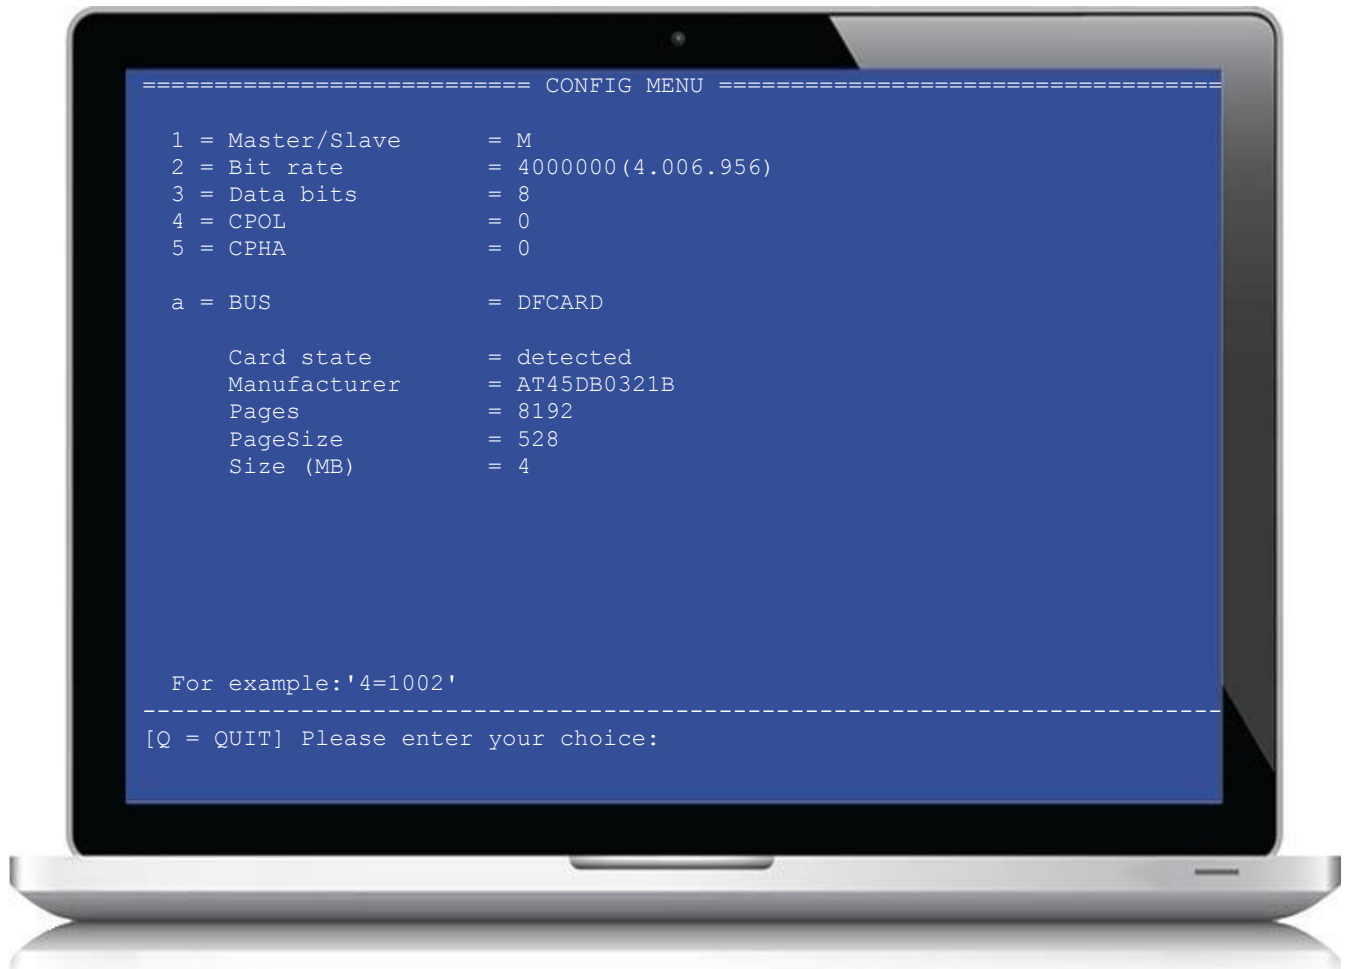 =========================== CONFIG MENU ===================================
1 = Master/Slave = M
2 = Bit rate = 4000000(4.006.956)
3 = Data bits = 8
4 = CPOL = 0
5 = CPHA = 0
a = BUS = DFCARD
Card state = detected
Manufacturer = AT45DB0321B
Pages = 8192
PageSize = 528
Size (MB) = 4
For example:'4=1002'
---------------------------------------------------------------------------
[Q = QUIT] Please enter your choice: